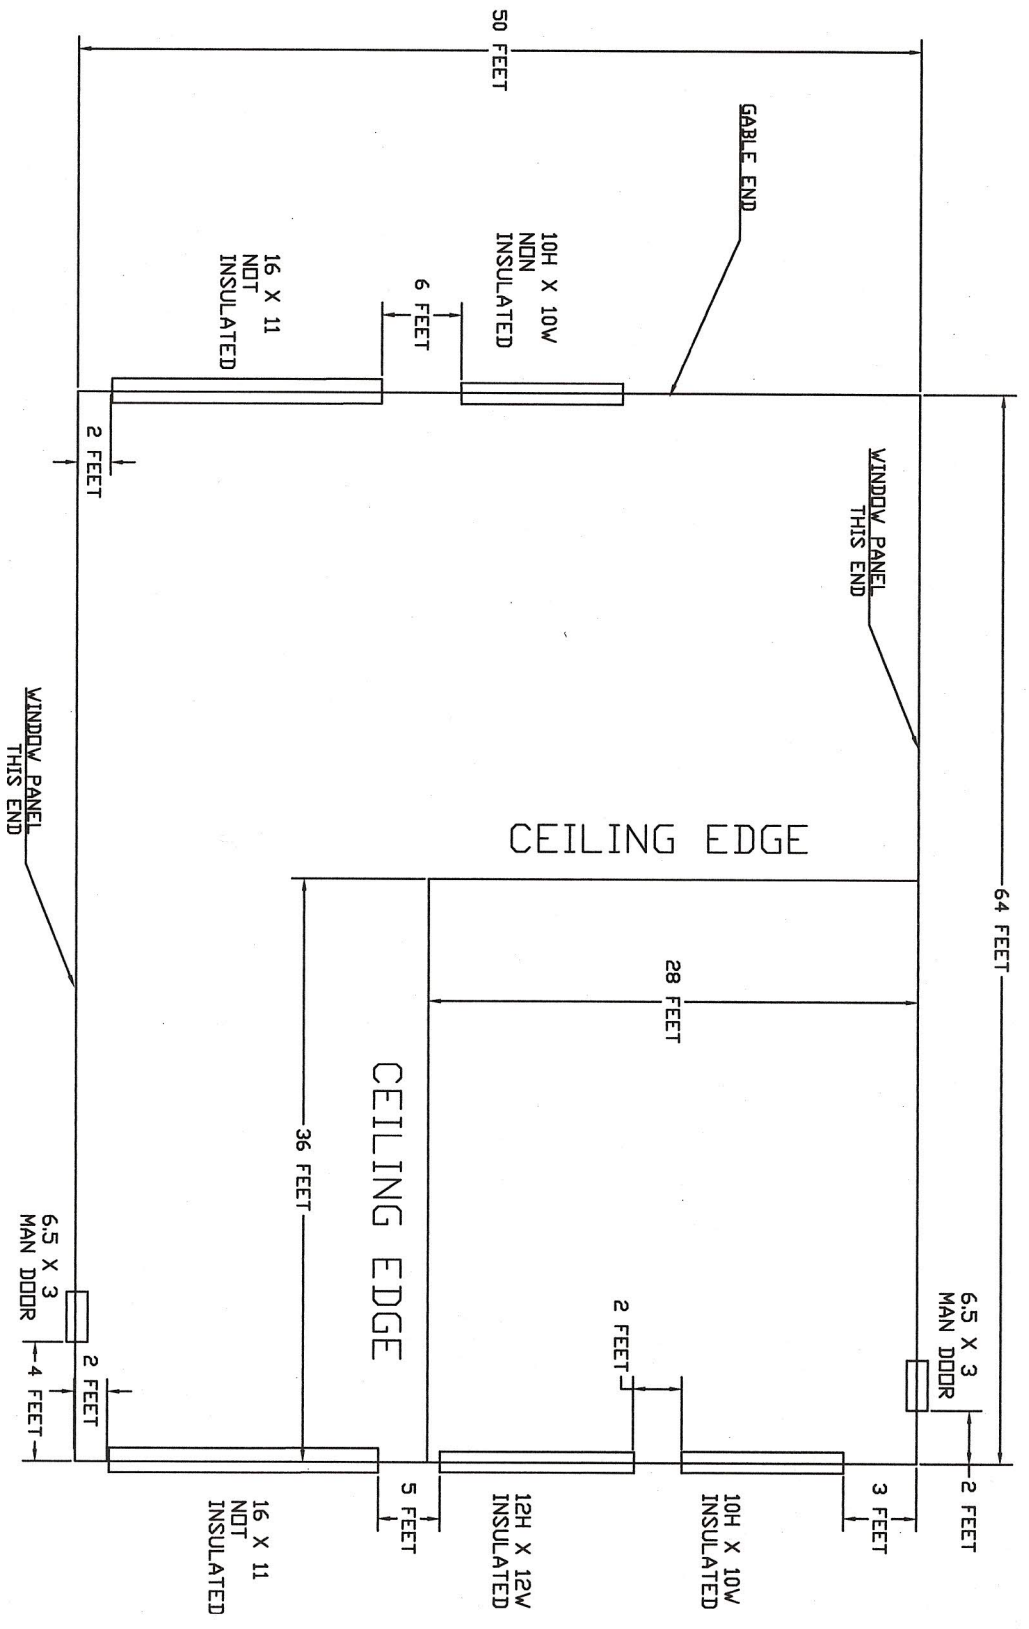 50 FEET
GABLE END
10H X 10W
NON
INSULATED
6 FEET
16 X 11
NOT
INSULATED
2 FEET
WINDOW PANEL
THIS END
64 FEET
WINDOW PANEL
THIS END
CEILING EDGE
28 FEET
CEILING EDGE
36 FEET
6.5 X 3
MAN DOOR
2 FEET
6.5 X 3
MAN DOOR
4 FEET
2 FEET
2 FEET
3 FEET
10H X 10W
INSULATED
12H X 12W
INSULATED
5 FEET
16 X 11
NOT
INSULATED